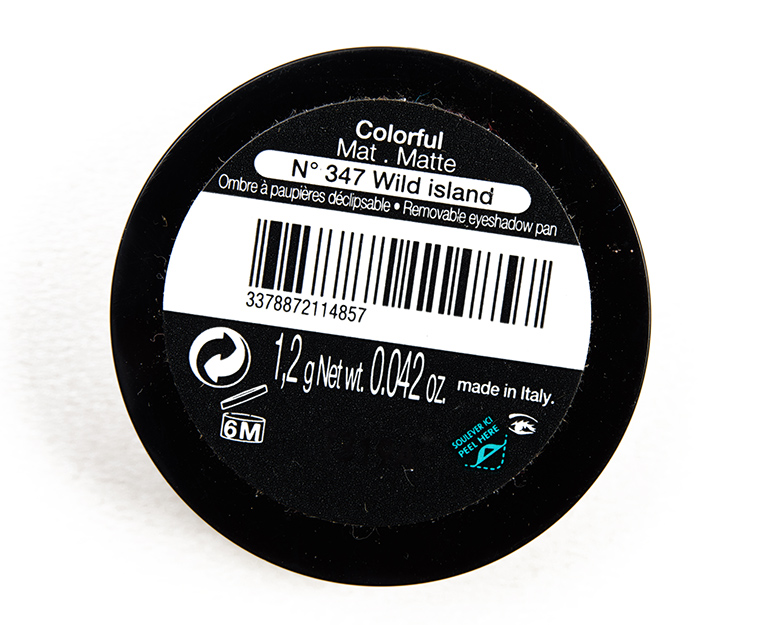 Colorful
Mat . Matte
N° 347 Wild island
Ombre à paupières déclipsable • Removable eyeshadow pan
3378872114857
1,2 g Net wt. 0.042 oz. made in Italy.
6M
SOULEVER ICI
PEEL HERE